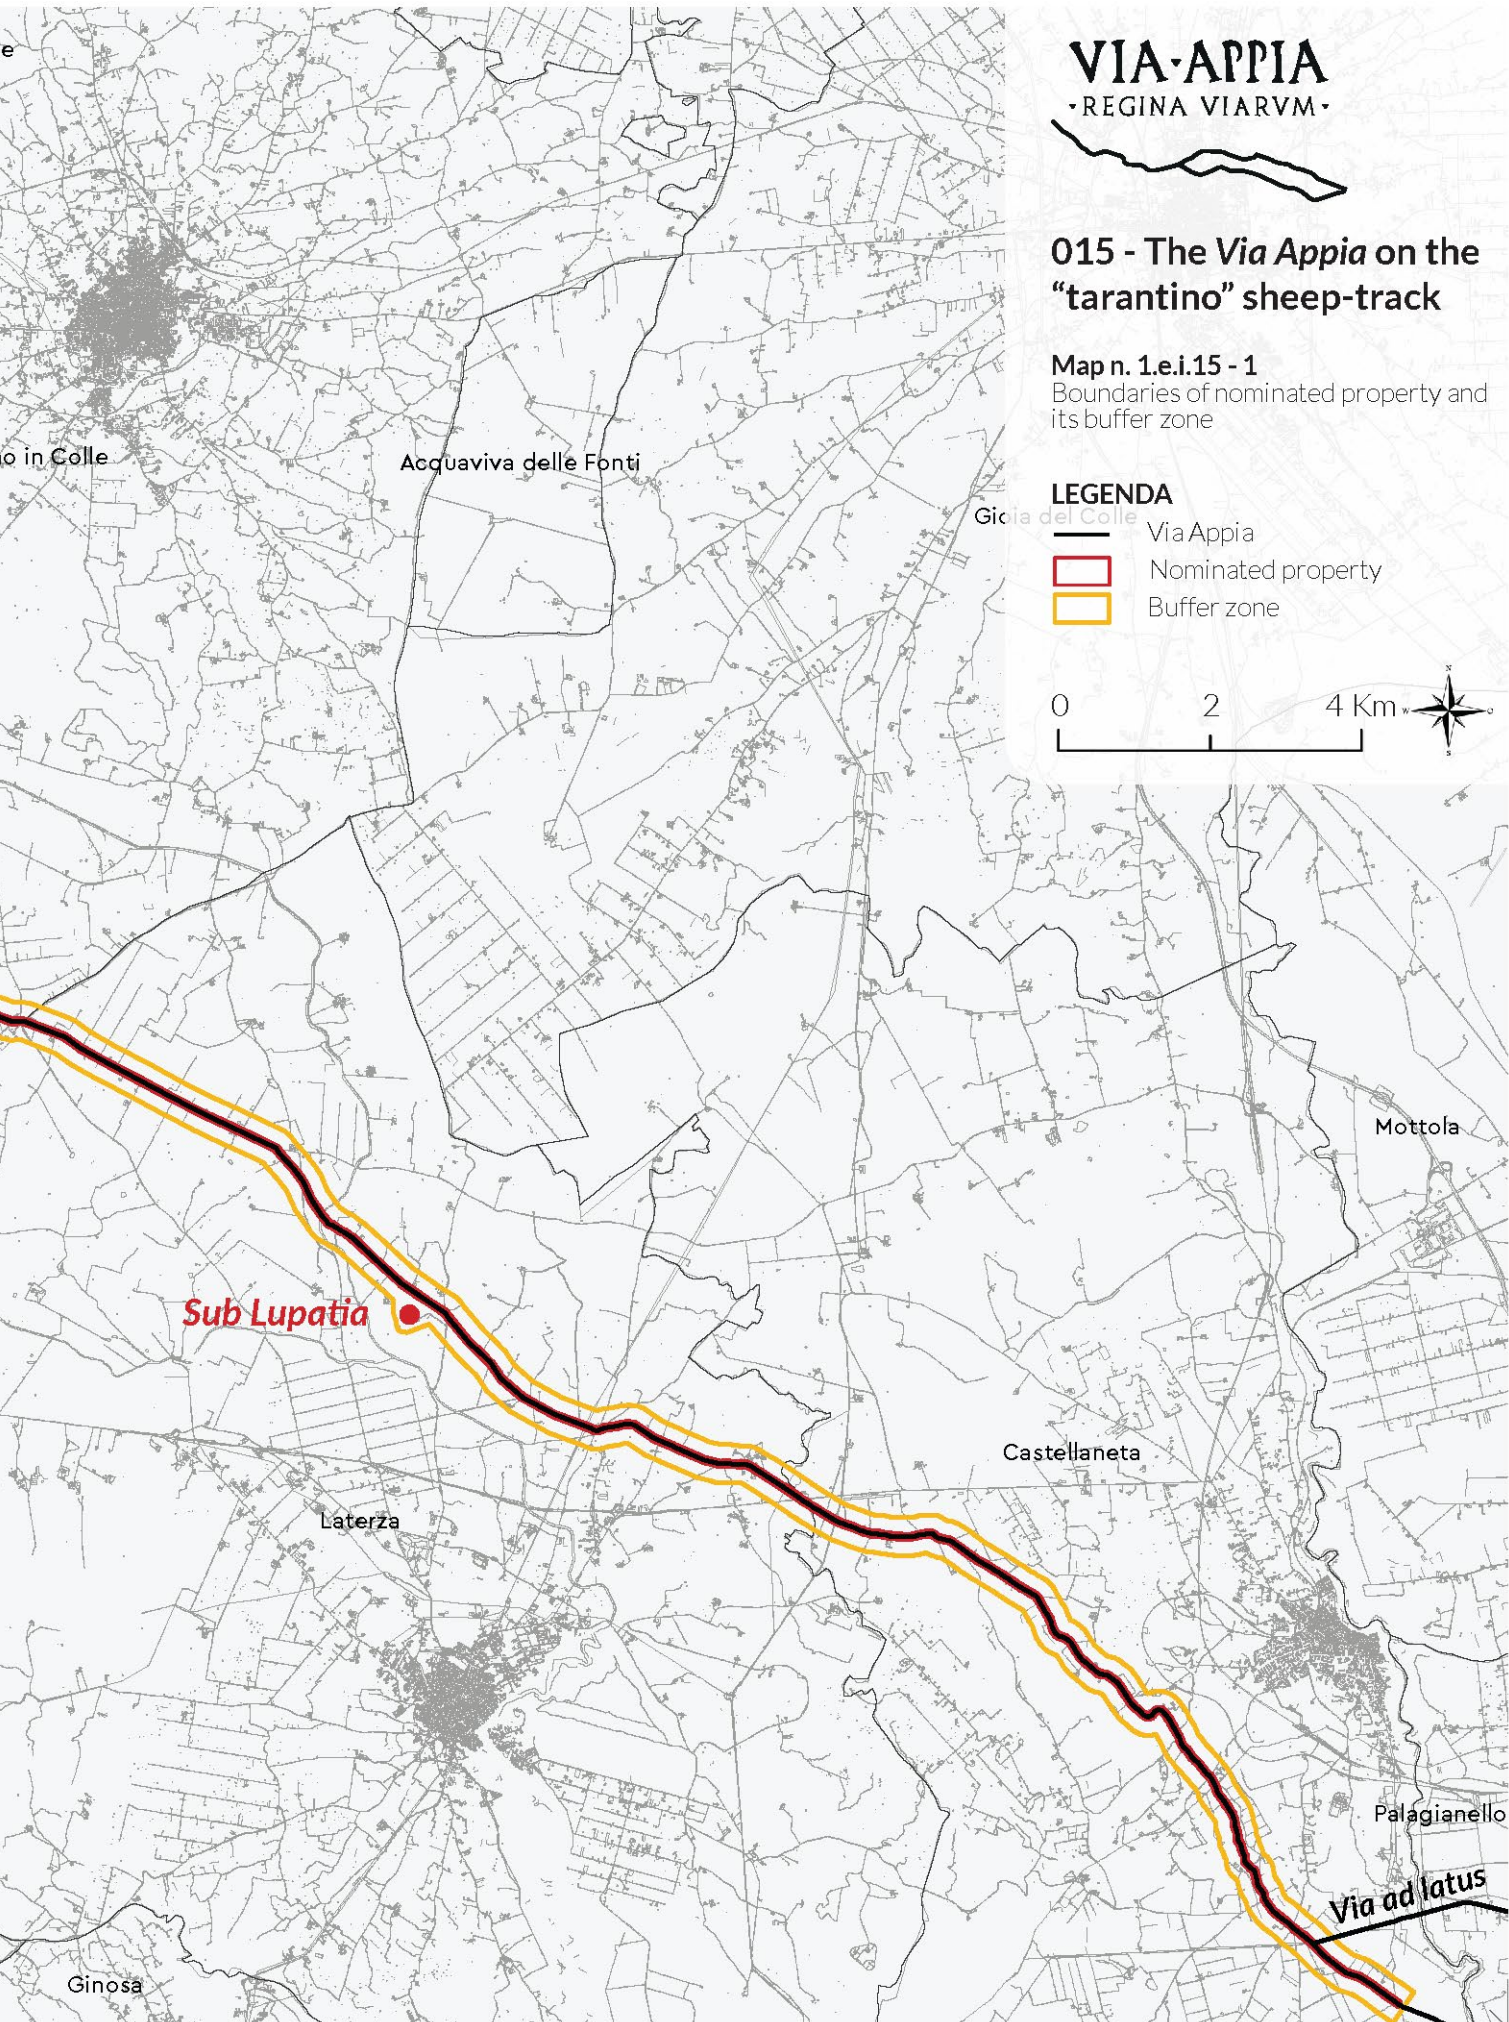 VIA·APPIA
·REGINA VIARVM·
015 - The Via Appia on the
“tarantino” sheep-track
Map n. 1.e.i.15 - 1
Boundaries of nominated property and
its buffer zone
LEGENDA
Via Appia
Nominated property
Buffer zone
0 2 4 Km
N
W O
S
e
o in Colle
Acquaviva delle Fonti
Gioia del Colle
Mottola
Sub Lupatia
Castellaneta
Laterza
Palagianello
Via ad latus
Ginosa